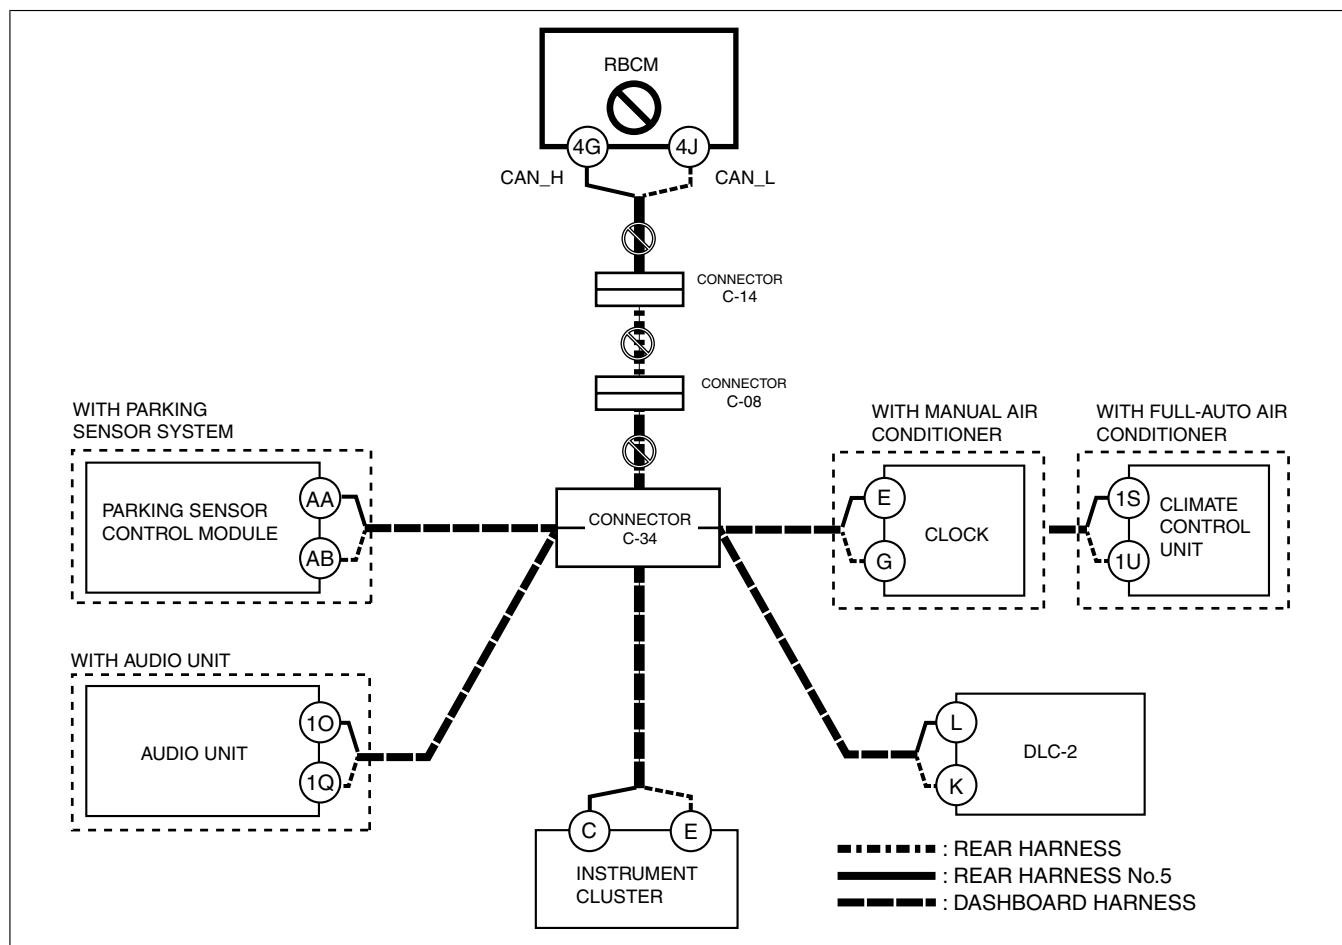 RBCM
4G
4J
CAN_H
CAN_L
CONNECTOR
C-14
CONNECTOR
C-08
WITH PARKING
SENSOR SYSTEM
PARKING SENSOR
CONTROL MODULE
AA
AB
CONNECTOR
C-34
WITH MANUAL AIR
CONDITIONER
E
G
CLOCK
WITH FULL-AUTO AIR
CONDITIONER
1S
1U
CLIMATE
CONTROL
UNIT
WITH AUDIO UNIT
AUDIO UNIT
1O
1Q
L
K
DLC-2
C
E
INSTRUMENT
CLUSTER
: REAR HARNESS
: REAR HARNESS No.5
: DASHBOARD HARNESS